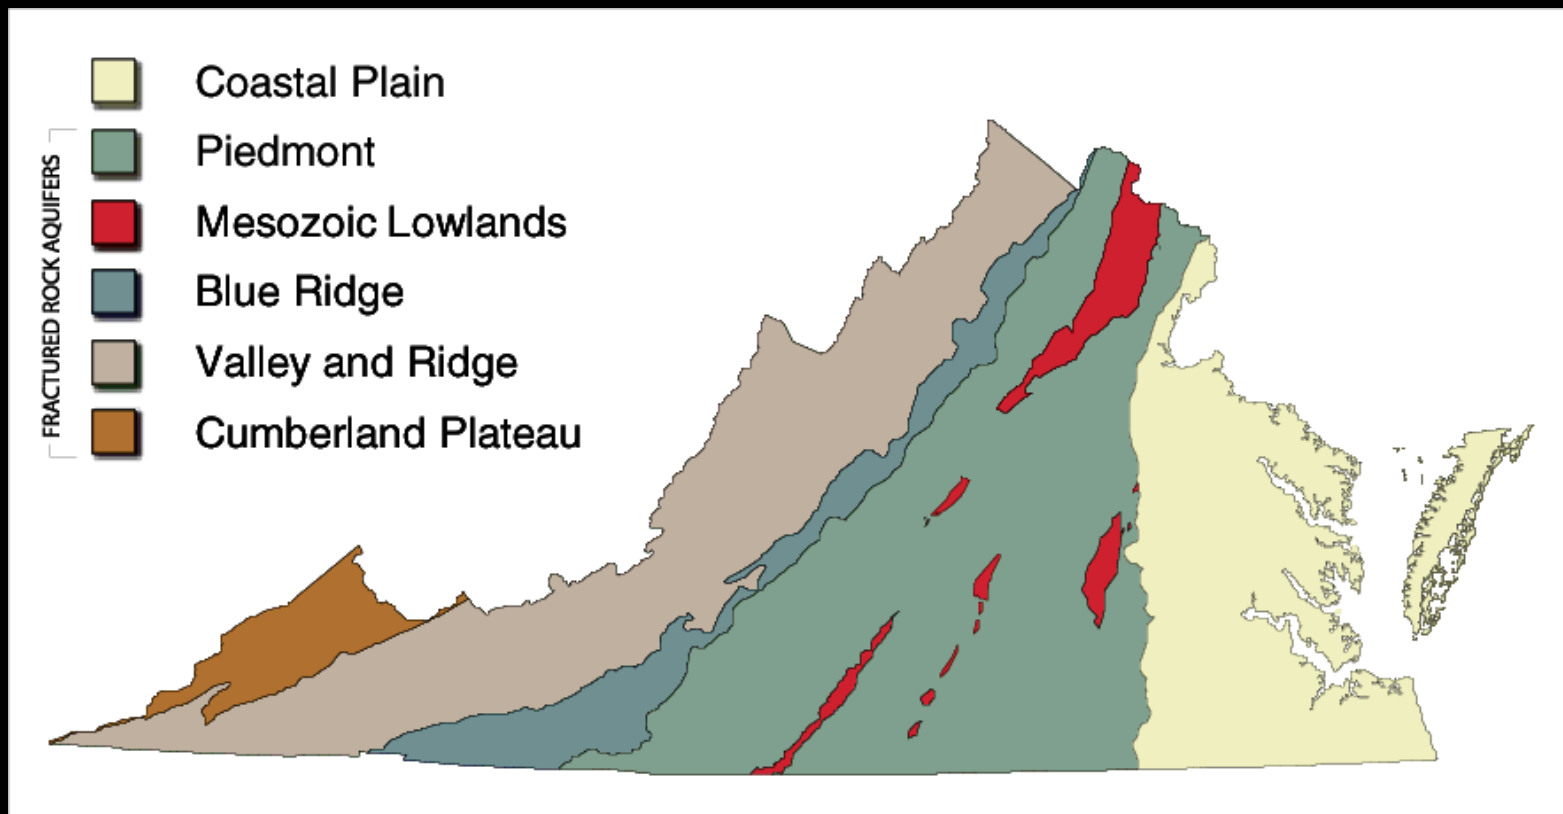 Coastal Plain
Piedmont
Mesozoic Lowlands
Blue Ridge
Valley and Ridge
Cumberland Plateau
FRACTURED ROCK AQUIFERS